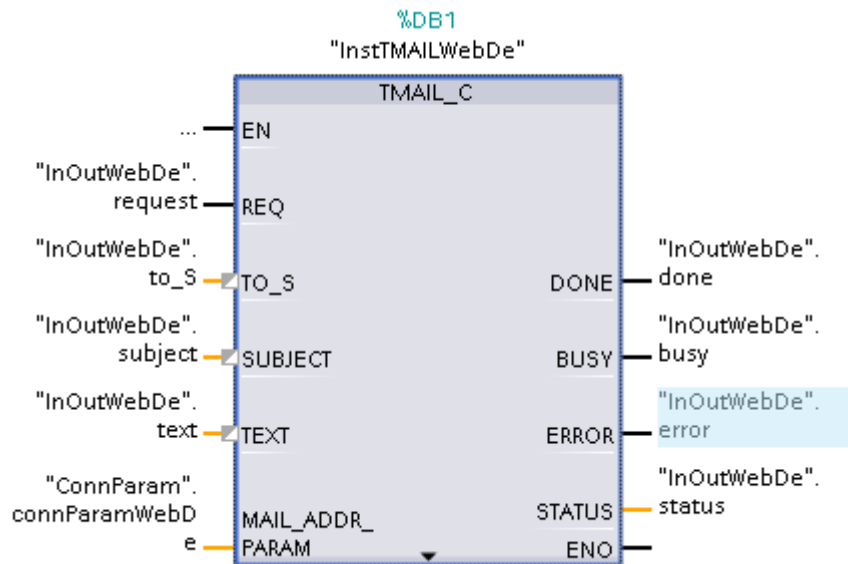 %DB1
"InstTMAILWebDe"
TMAIL_C
...
EN
"InOutWebDe".
request
REQ
"InOutWebDe".
to_S
TO_S
DONE
"InOutWebDe".
done
"InOutWebDe".
subject
SUBJECT
BUSY
"InOutWebDe".
busy
"InOutWebDe".
text
TEXT
ERROR
"InOutWebDe".
error
"ConnParam".
connParamWebD
e
MAIL_ADDR_
PARAM
STATUS
"InOutWebDe".
status
ENO